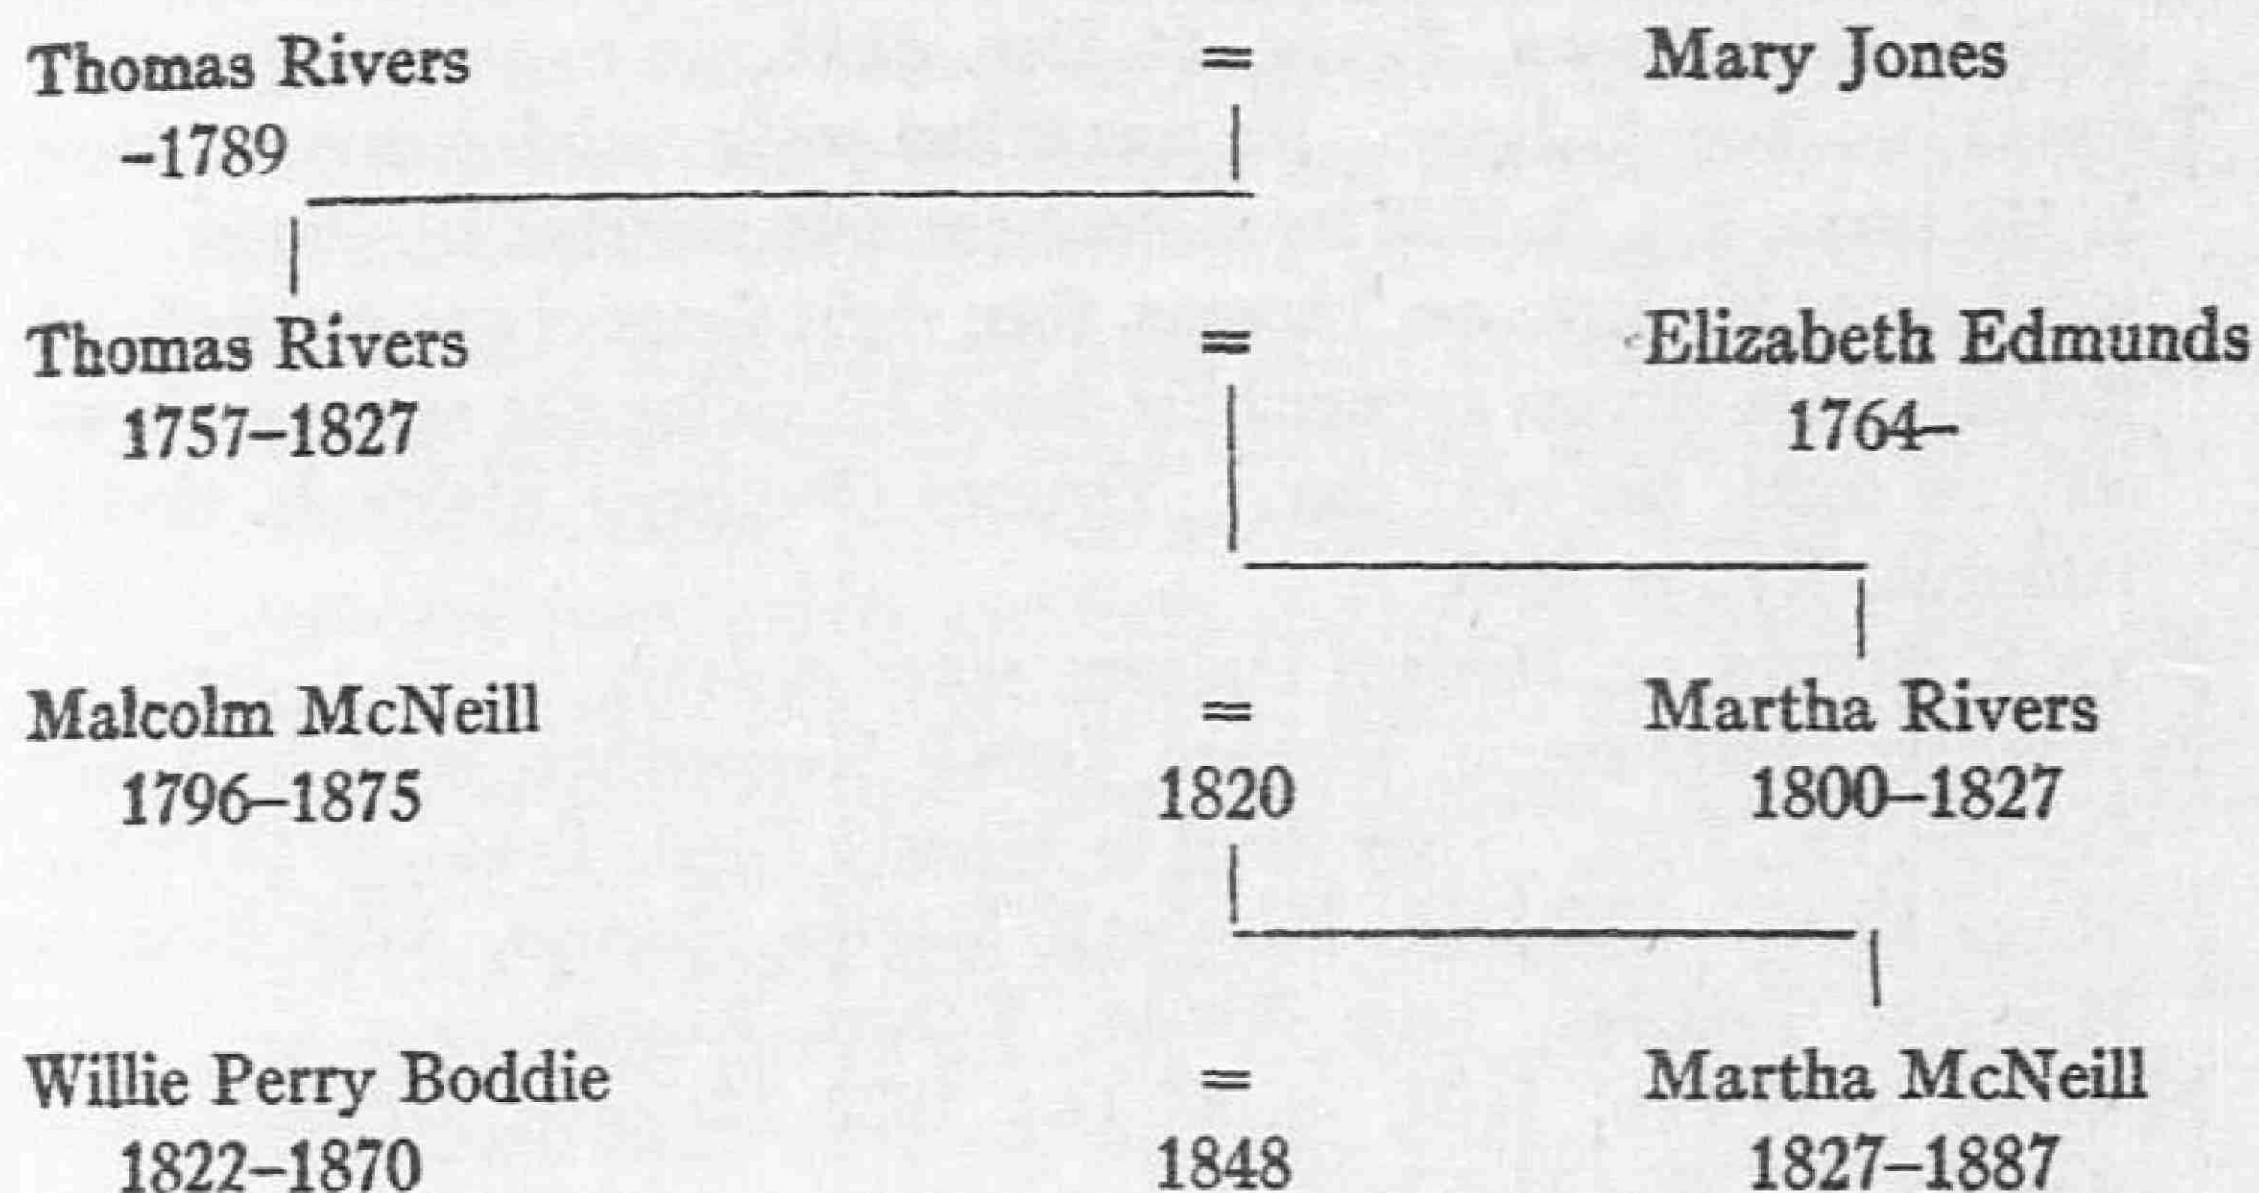 Thomas Rivers = Mary Jones
–1789
Thomas Rivers = Elizabeth Edmunds
1757–1827 1764–
Malcolm McNeill = Martha Rivers
1796–1875 1820 1800–1827
Willie Perry Boddie = Martha McNeill
1822–1870 1848 1827–1887